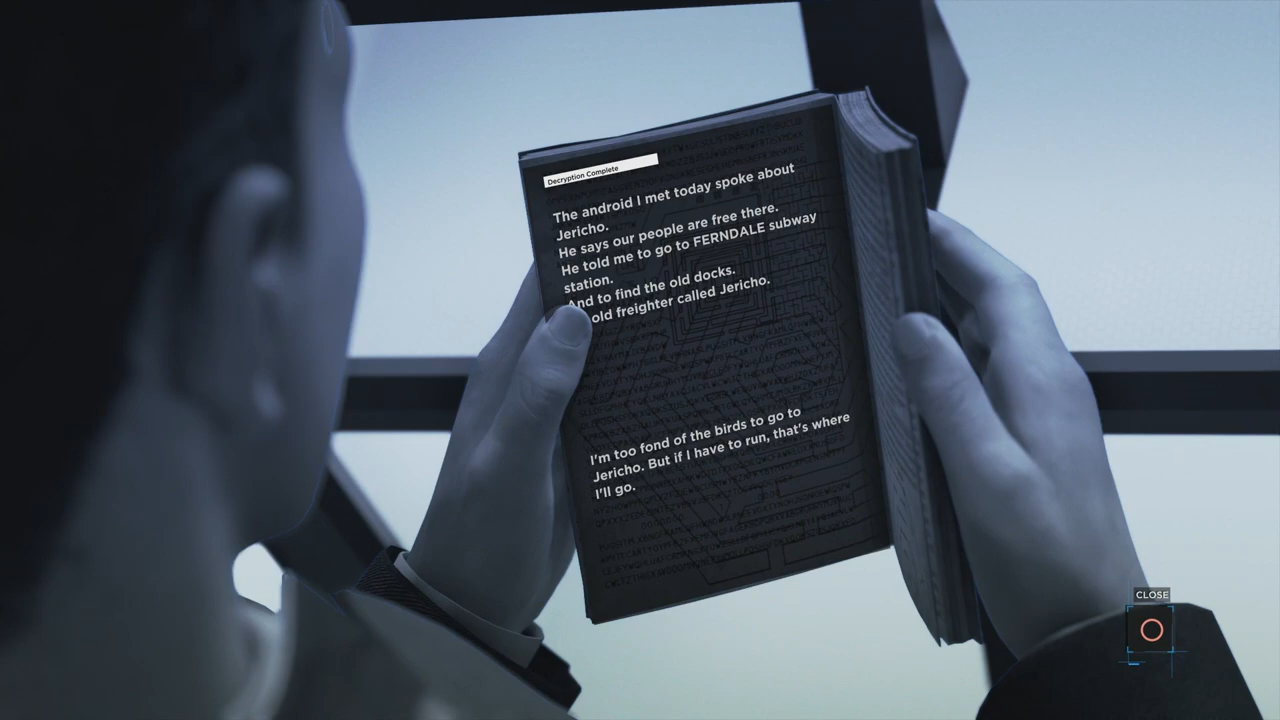 Decryption Complete
The android I met today spoke about
Jericho.
He says our people are free there.
He told me to go to FERNDALE subway
station.
And to find the old docks.
old freighter called Jericho.
I'm too fond of the birds to go to
Jericho. But if I have to run, that's where
I'll go.
CLOSE